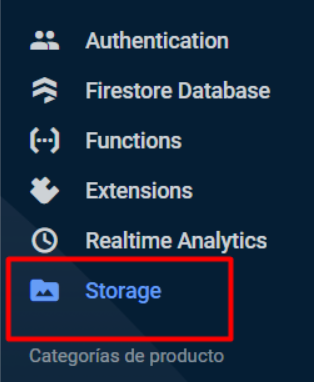 Authentication
Firestore Database
Functions
Extensions
Realtime Analytics
Storage
Categorías de producto